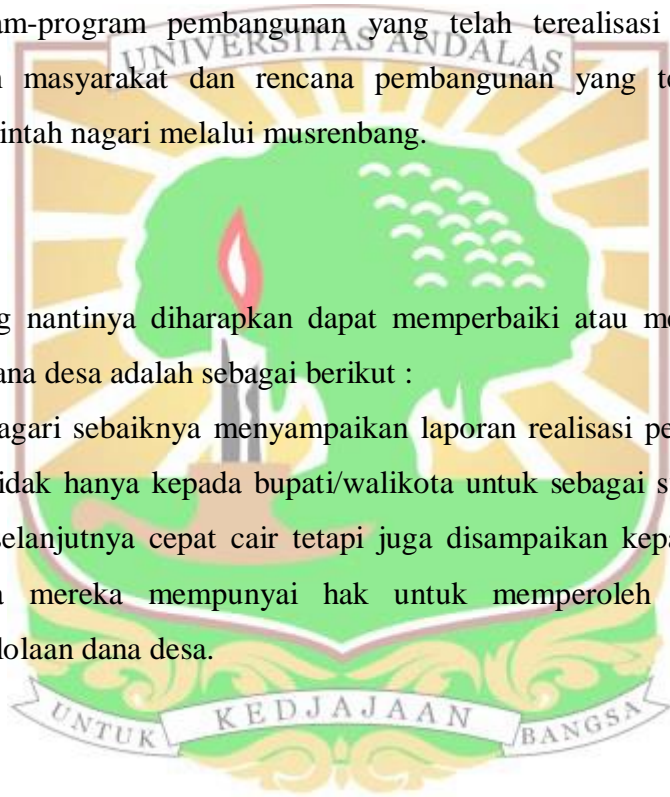 am-program pembangunan yang telah terealisasi
UNIVERSITAS ANDALAS
masyarakat dan rencana pembangunan yang te
intah nagari melalui musrenbang.
g nantinya diharapkan dapat memperbaiki atau me
ana desa adalah sebagai berikut :
agari sebaiknya menyampaikan laporan realisasi pe
idak hanya kepada bupati/walikota untuk sebagai s
selanjutnya cepat cair tetapi juga disampaikan kepa
a mereka mempunyai hak untuk memperoleh
lolaan dana desa.
UNTUK KEDJAJAAN BANGSA